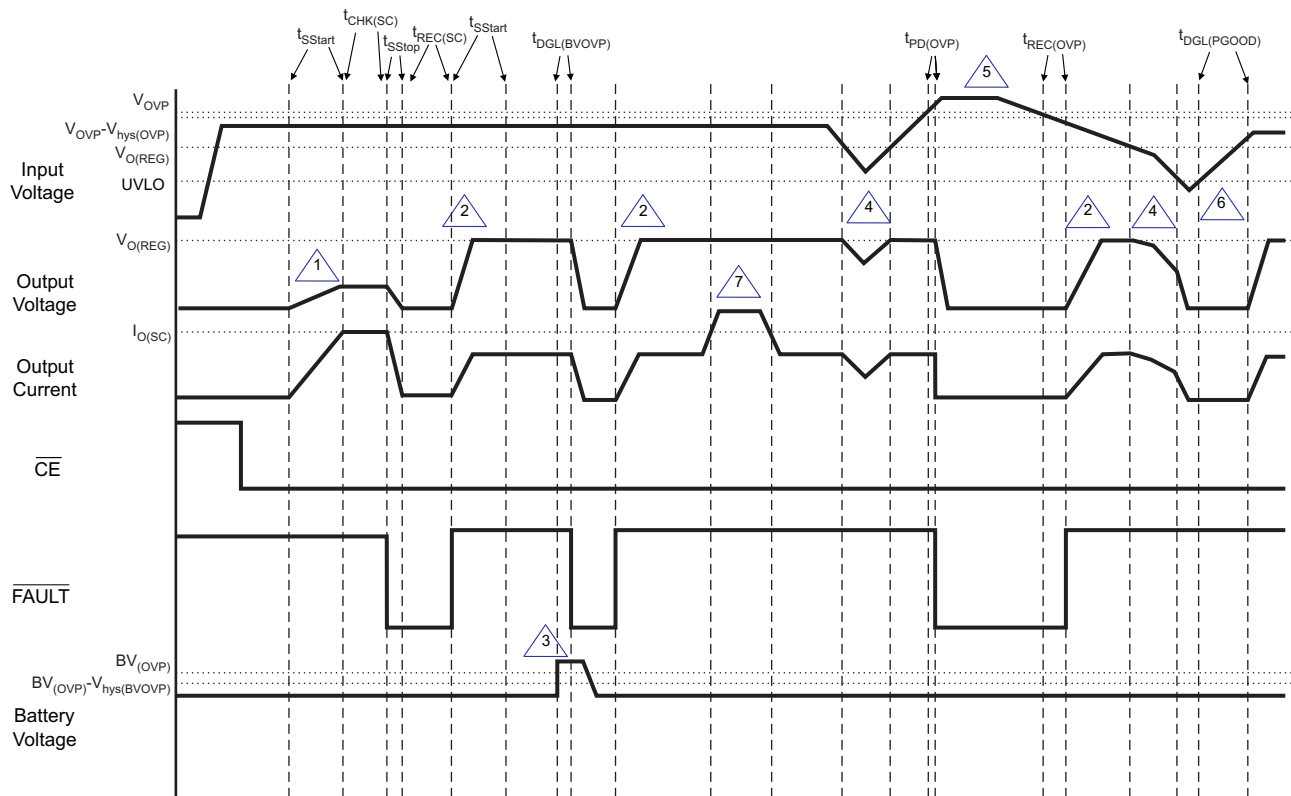 tSStart
tCHK(SC)
tSStop
tREC(SC)
tSStart
tDGL(BVOVP)
tPD(OVP)
tREC(OVP)
tDGL(PGOOD)
VOVP
VOVP-Vhys(OVP)
VO(REG)
Input
Voltage
UVLO
5
2
2
4
2
4
6
VO(REG)
1
Output
Voltage
7
IO(SC)
Output
Current
CE
FAULT
3
BV(OVP)
BV(OVP)-Vhys(BVOVP)
Battery
Voltage